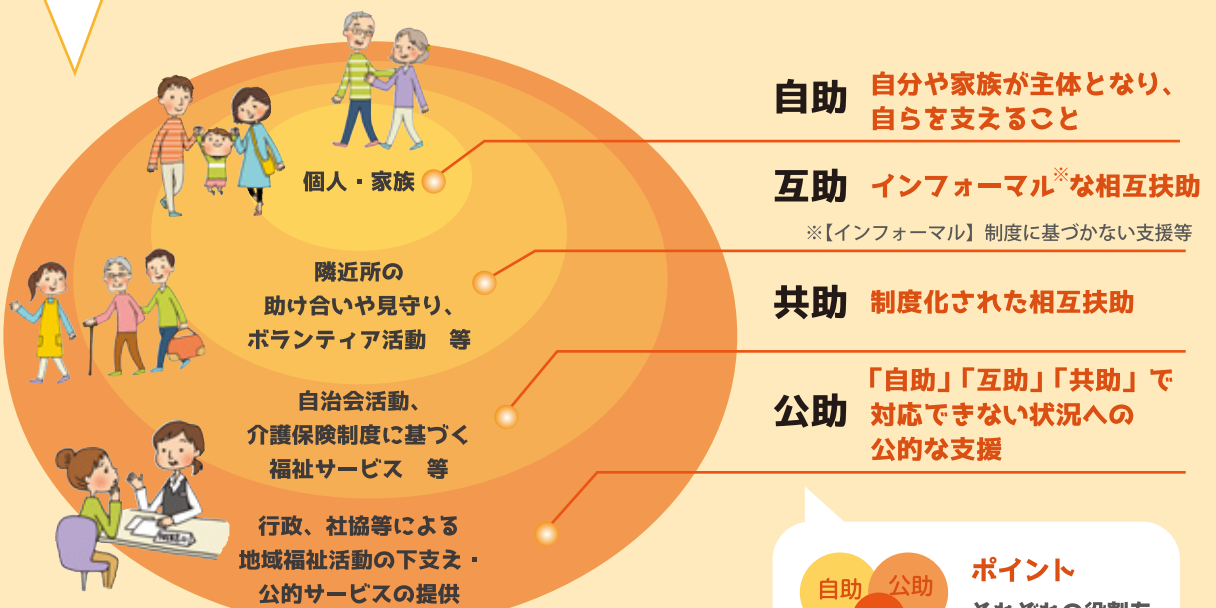 自助
自分や家族が主体となり、
自らを支えること
個人・家族
互助
インフォーマル※な相互扶助
※【インフォーマル】制度に基づかない支援等
隣近所の
助け合いや見守り、
ボランティア活動　等
共助
制度化された相互扶助
自治会活動、
介護保険制度に基づく
福祉サービス　等
公助
「自助」「互助」「共助」で
対応できない状況への
公的な支援
行政、社協等による
地域福祉活動の下支え・
公的サービスの提供
ポイント
自助
公助